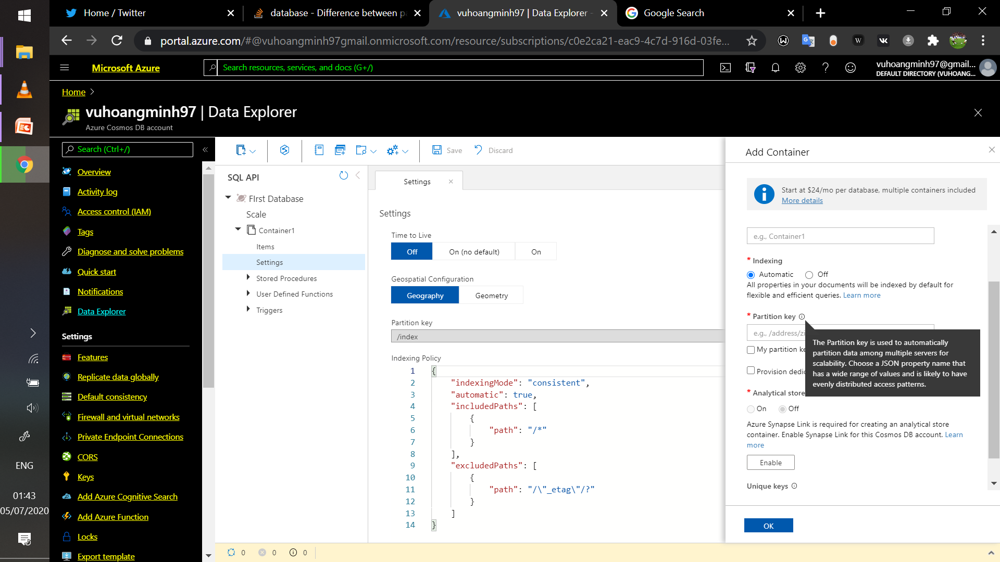 Home / Twitter
database - Difference between pa
vuhoangminh97 | Data Explorer -
Google Search
portal.azure.com/#@vuhoangminh97gmail.onmicrosoft.com/resource/subscriptions/c0e2ca21-eac9-4c7d-916d-03fe...
Microsoft Azure
Search resources, services, and docs (G+/)
vuhoangminh97@gmail...
DEFAULT DIRECTORY (VUHOANG...
Home
vuhoangminh97 | Data Explorer
Azure Cosmos DB account
Search (Ctrl+/)
Overview
Activity log
Access control (IAM)
Tags
Diagnose and solve problems
Quick start
Notifications
Data Explorer
Settings
Features
Replicate data globally
Default consistency
Firewall and virtual networks
Private Endpoint Connections
CORS
Keys
Add Azure Cognitive Search
Add Azure Function
Locks
Export template
Save
Discard
SQL API
FIrst Database
Scale
Container1
Items
Settings
Stored Procedures
User Defined Functions
Triggers
Settings
Settings
Time to Live
Off
On (no default)
On
Geospatial Configuration
Geography
Geometry
Partition key
/index
Indexing Policy
1 {
2 "indexingMode": "consistent",
3 "automatic": true,
4 "includedPaths": [
5 {
6 "path": "/*"
7 }
8 ],
9 "excludedPaths": [
10 {
11 "path": "/\"_etag\"/?"
12 }
13 ]
14 }
0
0
0
Add Container
Start at $24/mo per database, multiple containers included
More details
e.g., Container1
* Indexing
Automatic
Off
All properties in your documents will be indexed by default for
flexible and efficient queries. Learn more
* Partition key
e.g., /address/zi
My partition ke
Provision dedic
The Partition key is used to automatically
partition data among multiple servers for
scalability. Choose a JSON property name that
has a wide range of values and is likely to have
evenly distributed access patterns.
* Analytical store
On
Off
Azure Synapse Link is required for creating an analytical store
container. Enable Synapse Link for this Cosmos DB account. Learn
more
Enable
Unique keys
OK
ENG
01:43
05/07/2020